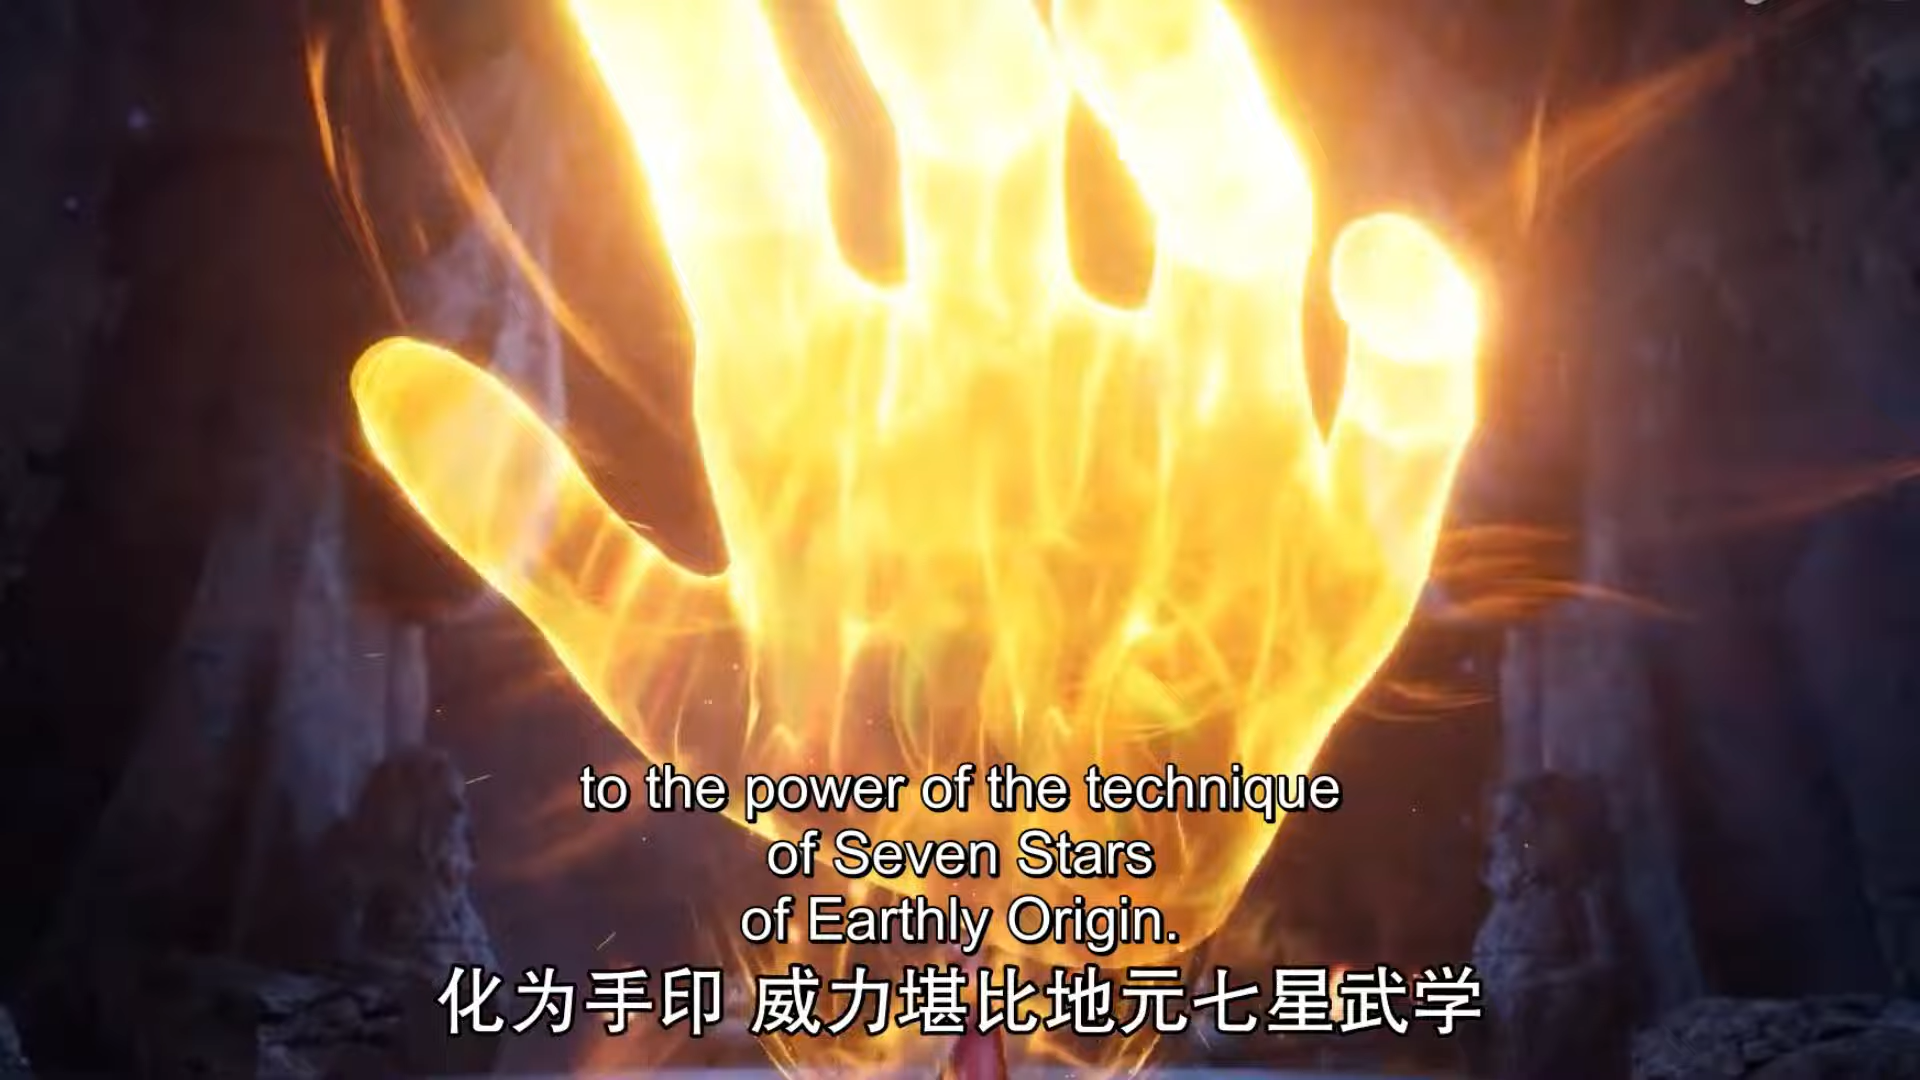 to the power of the technique
of Seven Stars
of Earthly Origin.
化为手印 威力堪比地元七星武学